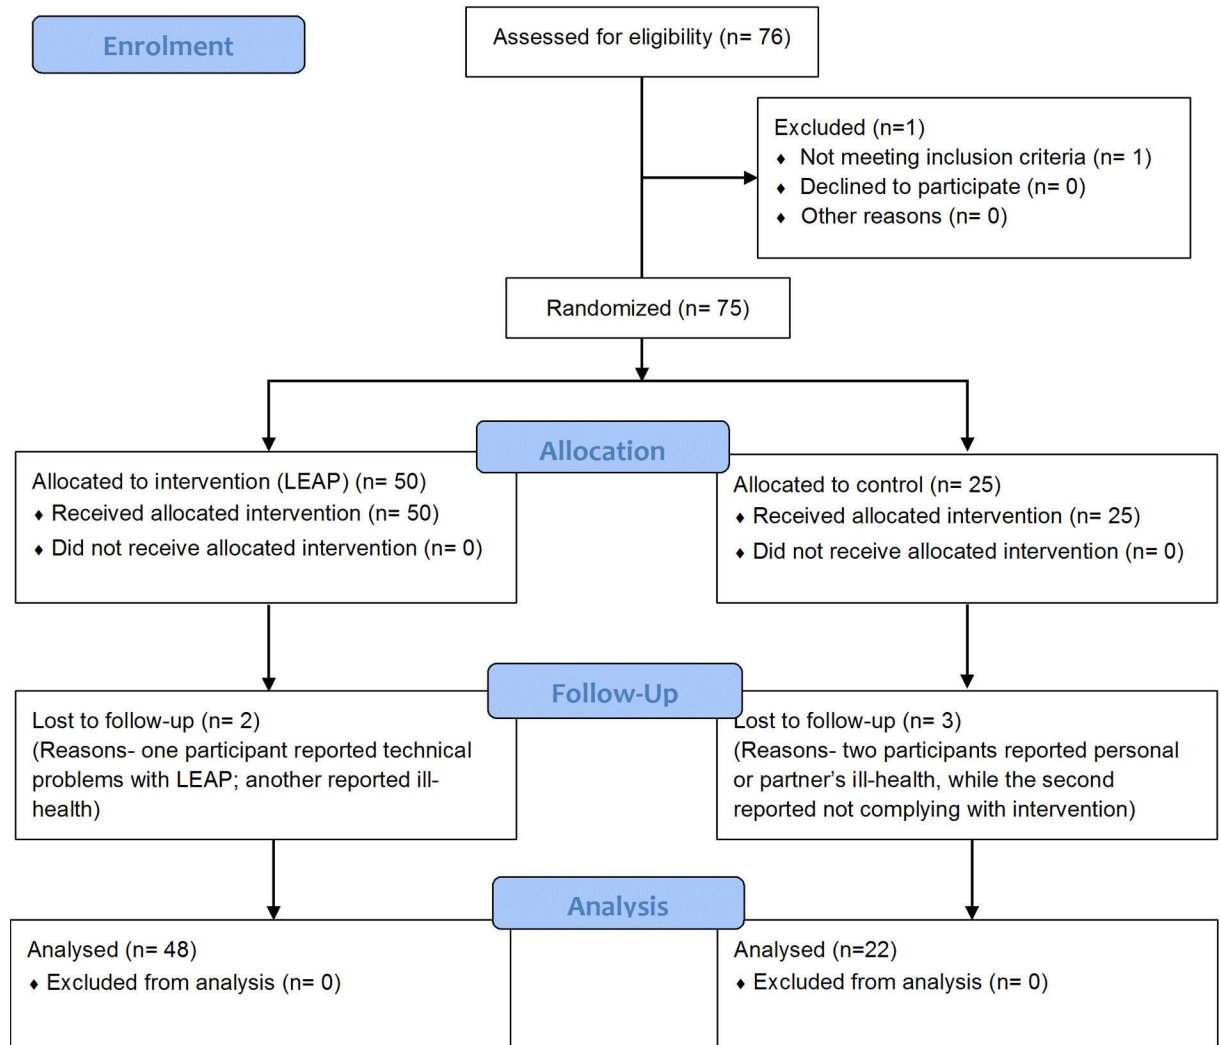 Enrolment
Assessed for eligibility (n= 76)
Excluded (n=1)
♦ Not meeting inclusion criteria (n= 1)
♦ Declined to participate (n= 0)
♦ Other reasons (n= 0)
Randomized (n= 75)
Allocation
Allocated to intervention (LEAP) (n= 50)
♦ Received allocated intervention (n= 50)
♦ Did not receive allocated intervention (n= 0)
Allocated to control (n= 25)
♦ Received allocated intervention (n= 25)
♦ Did not receive allocated intervention (n= 0)
Follow-Up
Lost to follow-up (n= 2)
(Reasons- one participant reported technical
problems with LEAP; another reported ill-
health)
Lost to follow-up (n= 3)
(Reasons- two participants reported personal
or partner’s ill-health, while the second
reported not complying with intervention)
Analysis
Analysed (n= 48)
♦ Excluded from analysis (n= 0)
Analysed (n=22)
♦ Excluded from analysis (n= 0)